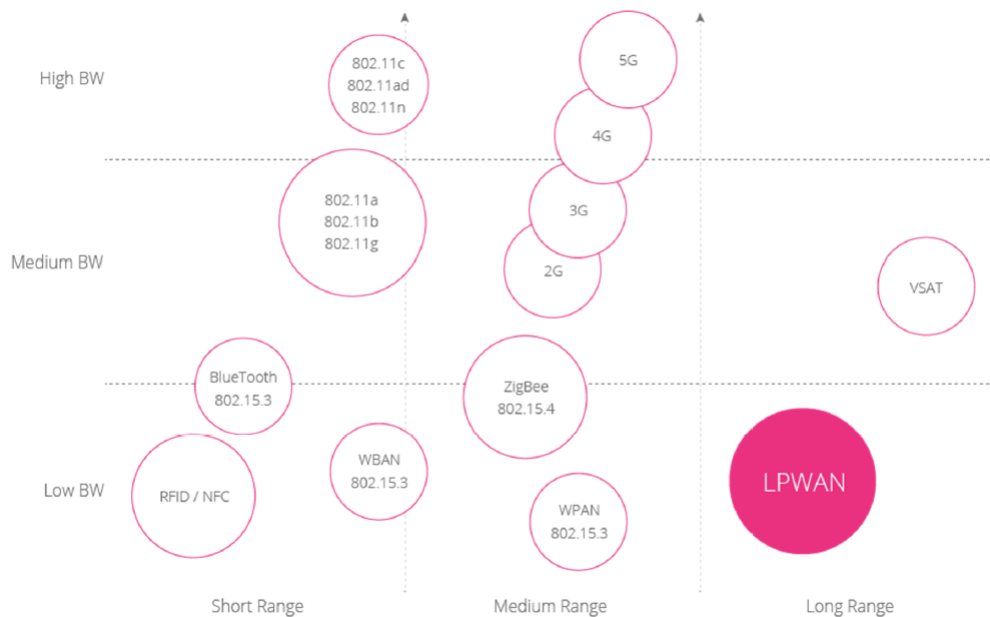 High BW
802.11c
802.11ad
802.11n
5G
4G
802.11a
802.11b
802.11g
3G
Medium BW
2G
VSAT
BlueTooth
802.15.3
ZigBee
802.15.4
WBAN
802.15.3
LPWAN
Low BW
RFID / NFC
WPAN
802.15.3
Short Range
Medium Range
Long Range